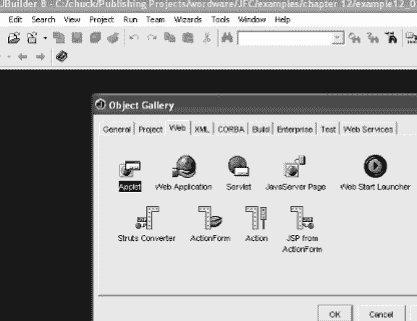 JBuilder 8 - C:/chuck/Publishing Projects/wordware/JFC/examples/chapter 12/example12_0
Edit Search View Project Run Team Wizards Tools Window Help
Object Gallery
General Project Web XML CORBA Build Enterprise Test Web Services
Applet Web Application Servlet JavaServer Page Web Start Launcher
Struts Converter ActionForm Action JSP from ActionForm
OK Cancel